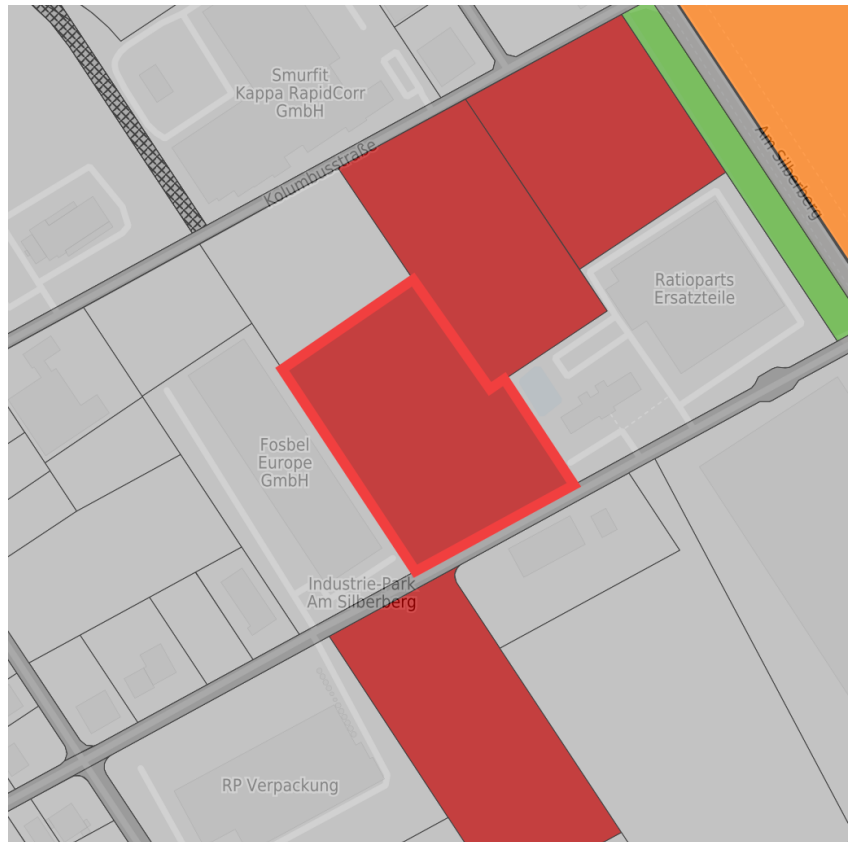 Smurfit
Kappa RapidCorr
GmbH
Kolumbusstraße
Am Silberberg
Ratioparts
Ersatzteile
Fosbel
Europe
GmbH
Industrie-Park
Am Silberberg
RP Verpackung